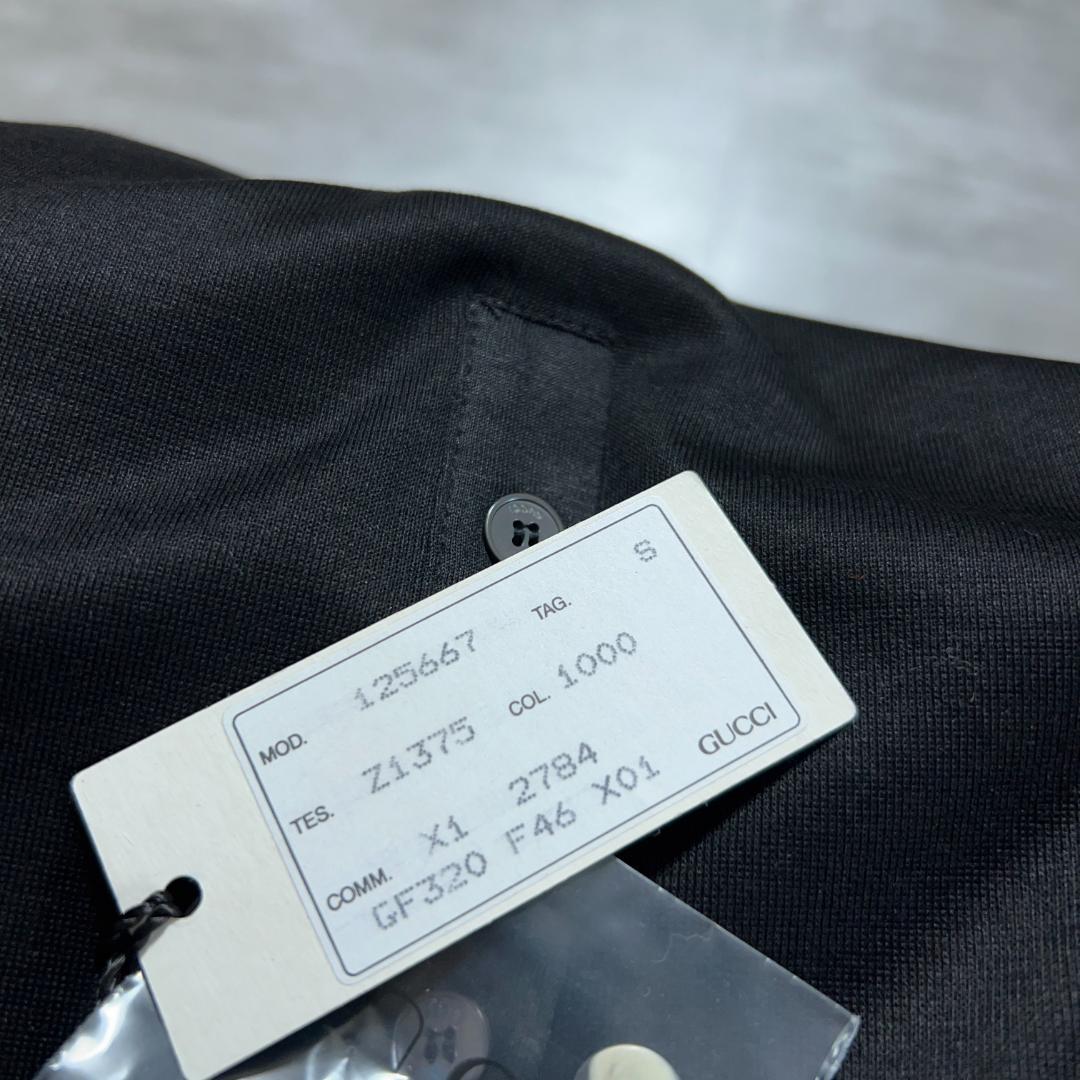 MOD. 125667 TAG. S
TES. Z1375 COL. 1000
COMM. X1 2784
GF320 F46 X01
GUCCI